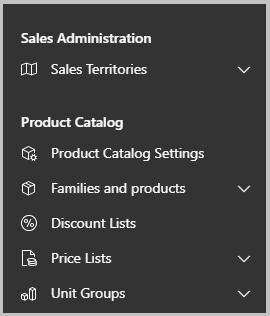 Sales Administration
Sales Territories
Product Catalog
Product Catalog Settings
Families and products
Discount Lists
Price Lists
Unit Groups